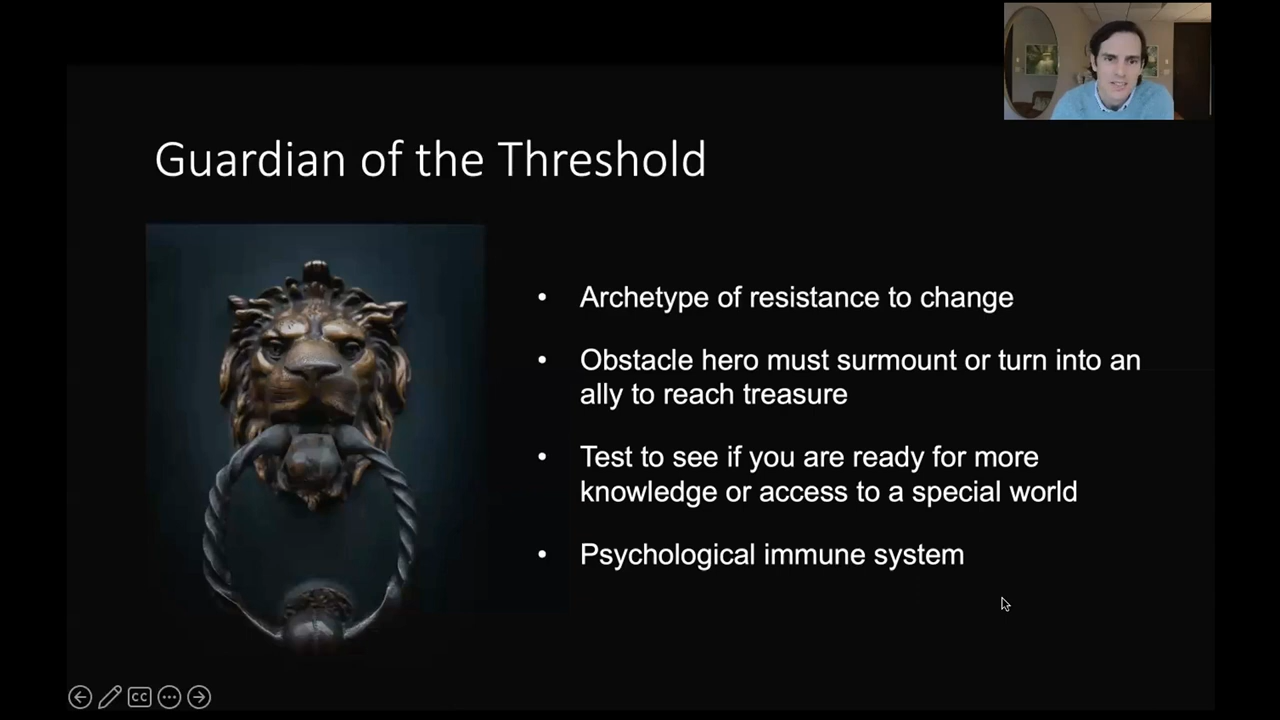 Guardian of the Threshold
• Archetype of resistance to change
• Obstacle hero must surmount or turn into an
ally to reach treasure
• Test to see if you are ready for more
knowledge or access to a special world
• Psychological immune system
CC